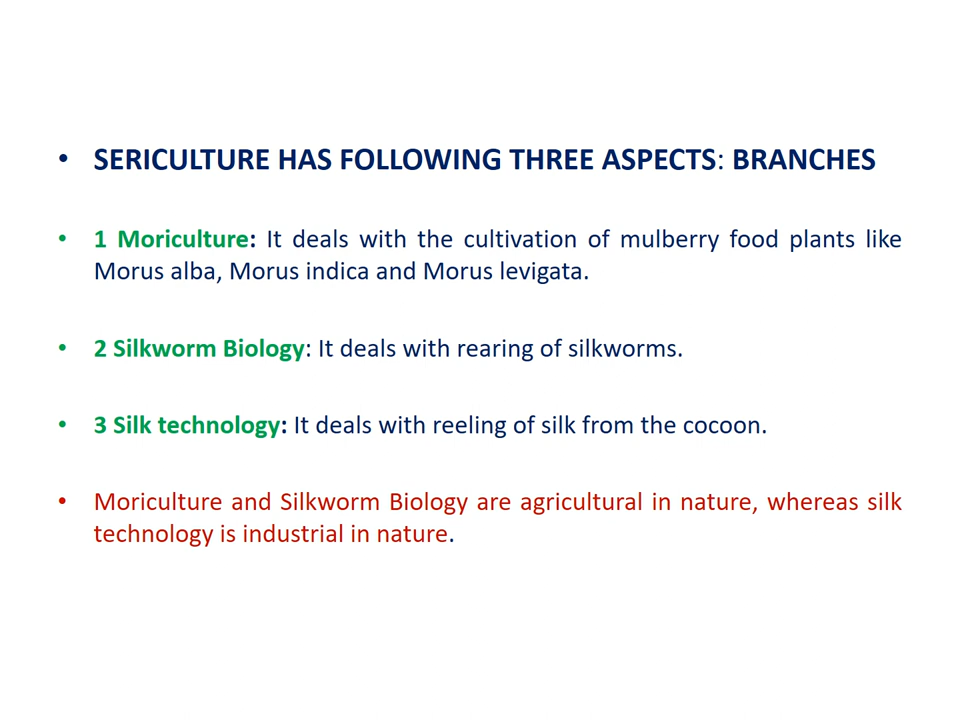 • SERICULTURE HAS FOLLOWING THREE ASPECTS: BRANCHES
• 1 Moriculture: It deals with the cultivation of mulberry food plants like
Morus alba, Morus indica and Morus levigata.
• 2 Silkworm Biology: It deals with rearing of silkworms.
• 3 Silk technology: It deals with reeling of silk from the cocoon.
• Moriculture and Silkworm Biology are agricultural in nature, whereas silk
technology is industrial in nature.